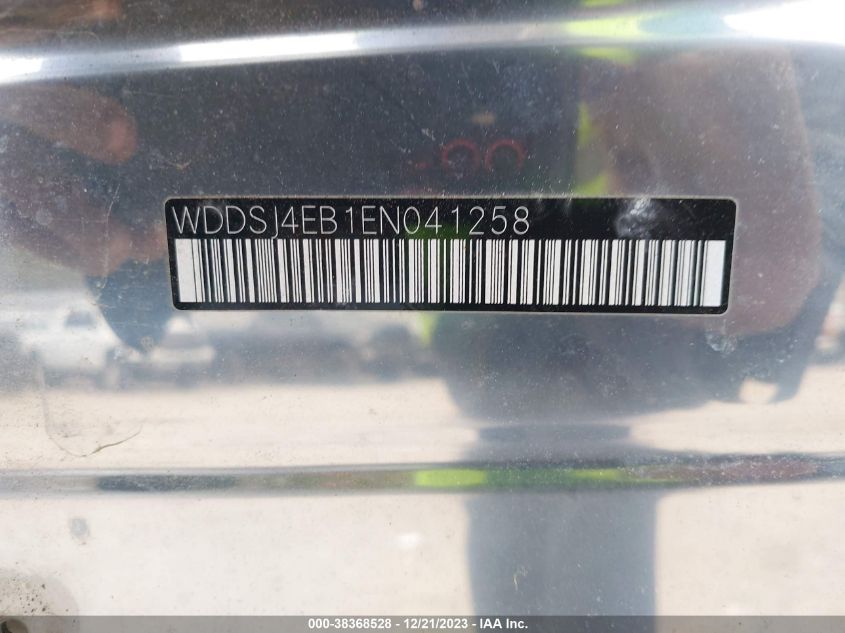 WDDSJ4EB1EN041258
000-38368528 - 12/21/2023 - IAA Inc.